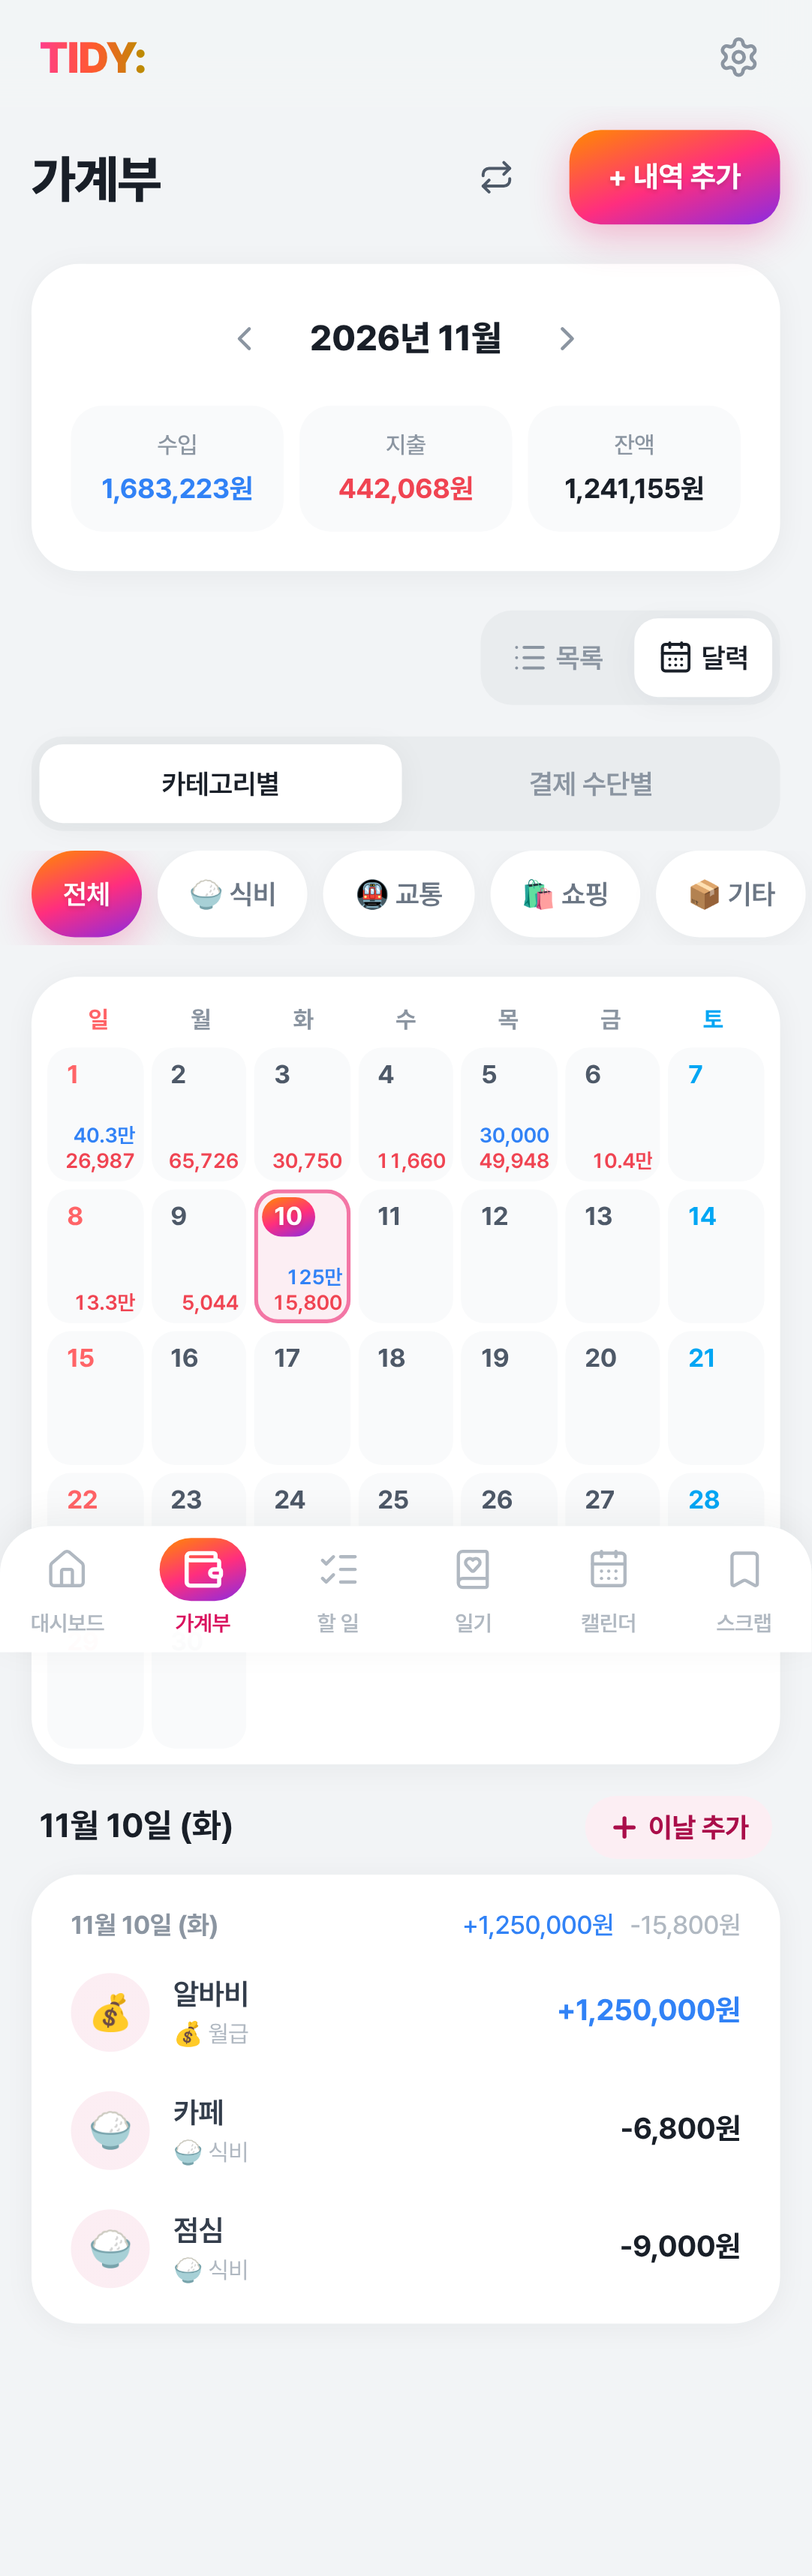 TIDY:
가계부
+ 내역 추가
2026년 11월
수입 지출 잔액
1,683,223원 442,068원 1,241,155원
목록 달력
카테고리별 결제 수단별
전체 식비 교통 쇼핑 기타
일 월 화 수 목 금 토
1 2 3 4 5 6 7
40.3만 30,000
26,987 65,726 30,750 11,660 49,948 10.4만
8 9 10 11 12 13 14
125만
13.3만 5,044 15,800
15 16 17 18 19 20 21
22 23 24 25 26 27 28
대시보드 가계부 할 일 일기 캘린더 스크랩
30
11월 10일 (화)
+ 이날 추가
11월 10일 (화) +1,250,000원 -15,800원
알바비
월급
+1,250,000원
카페
식비
-6,800원
점심
식비
-9,000원